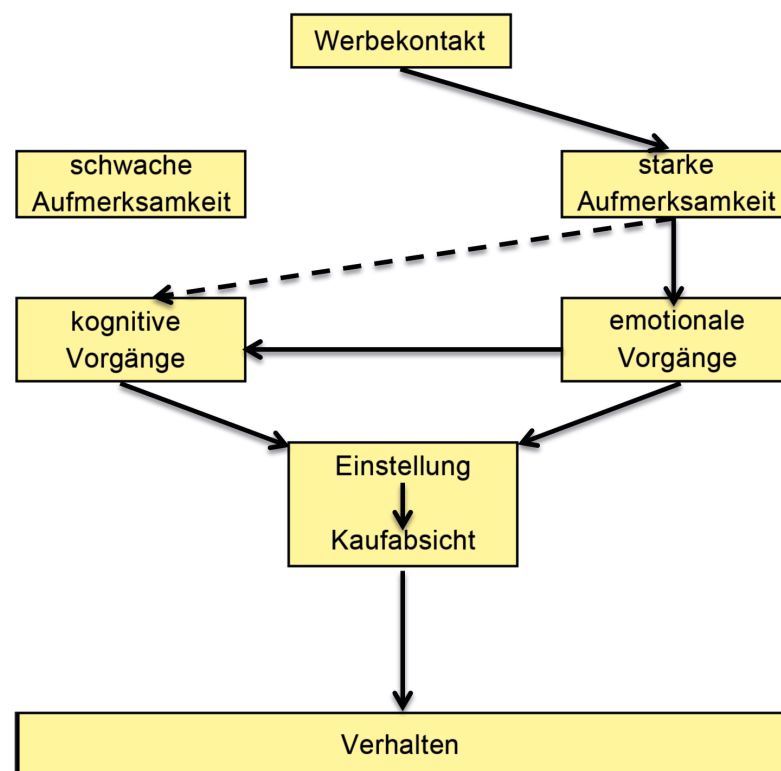 Werbekontakt
schwache
Aufmerksamkeit
starke
Aufmerksamkeit
kognitive
Vorgänge
emotionale
Vorgänge
Einstellung
Kaufabsicht
Verhalten